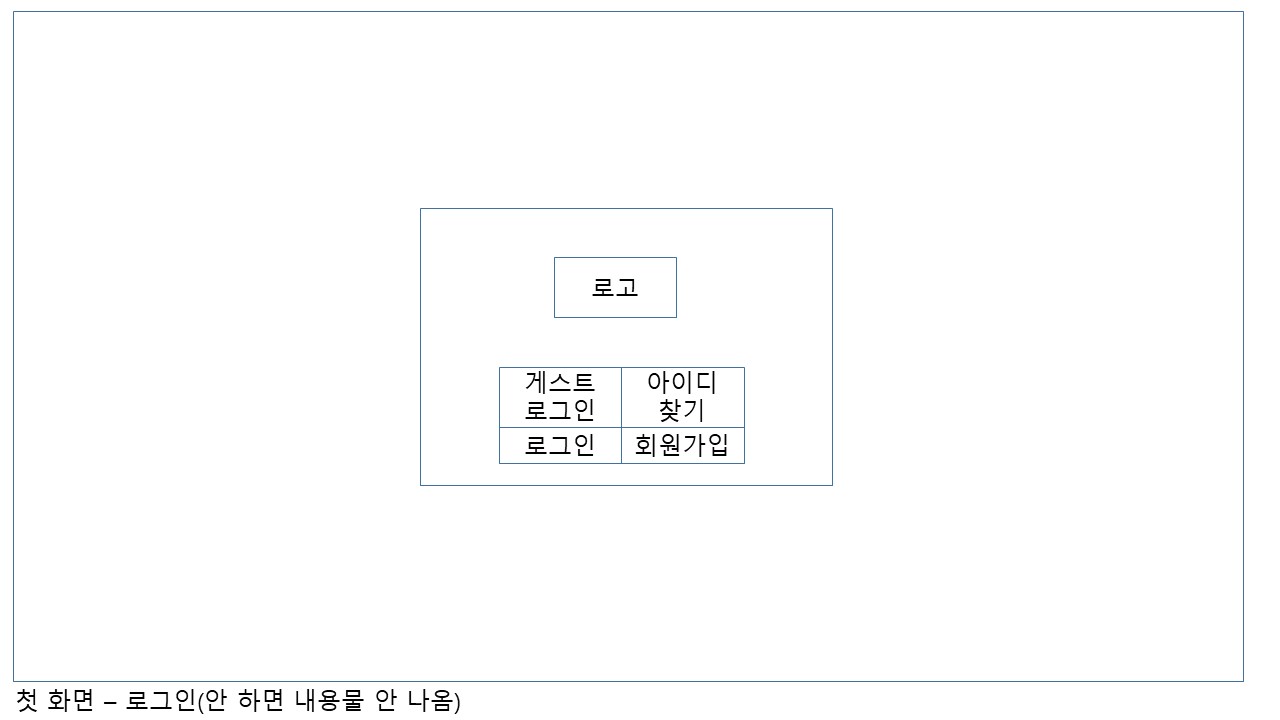 로고
게스트 아이디
로그인 찾기
로그인 회원가입
첫 화면 – 로그인(안 하면 내용물 안 나옴)